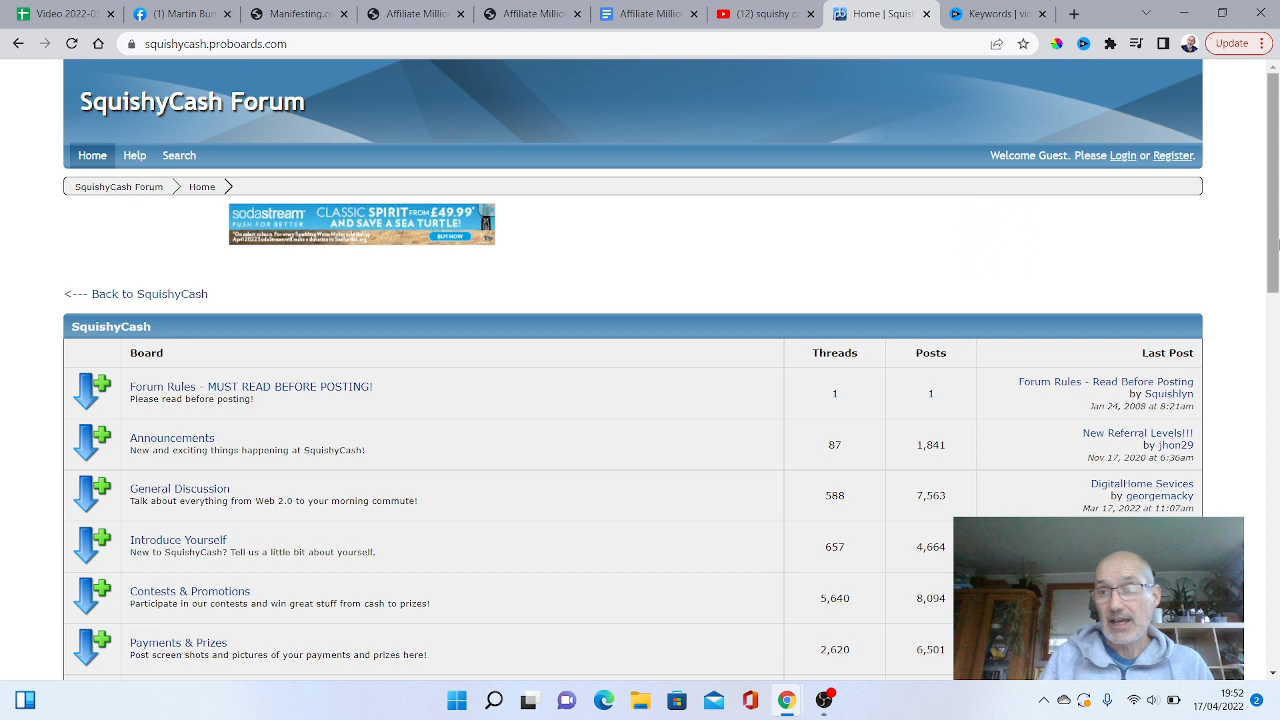 Video 2022-
(12) squishy c
Affiliate Millio
Affiliate Millio
Affiliate Millio
(12) squishy
Home | Squis
Keywords | vic
squishycash.proboards.com
Update
SquishyCash Forum
Home Help Search
Welcome Guest. Please Login or Register.
SquishyCash Forum Home
sodastream
PUSH FOR BETTER
CLASSIC SPIRIT FROM £49.99*
AND SAVE A SEA TURTLE!
BUY NOW
<--- Back to SquishyCash
SquishyCash
Board Threads Posts Last Post
Forum Rules - MUST READ BEFORE POSTING!
Please read before posting!
1 1
Forum Rules - Read Before Posting
by Squishlyn
Jan 24, 2008 at 8:21am
Announcements
New and exciting things happening at SquishyCash!
87 1,841
New Referral Levels!!!
by jhon29
Nov 17, 2020 at 6:36am
General Discussion
Talk about everything from Web 2.0 to your morning commute!
588 7,563
DigitalHome Sevices
by georgemacky
Mar 17, 2022 at 11:07am
Introduce Yourself
New to SquishyCash? Tell us a little bit about yourself.
657 4,664
Contests & Promotions
Participate in our contests and win great stuff from cash to prizes!
5,640 8,094
Payments & Prizes
Post screen shots and pictures of your payments and prizes here!
2,620 6,501
19:52
17/04/2022
2